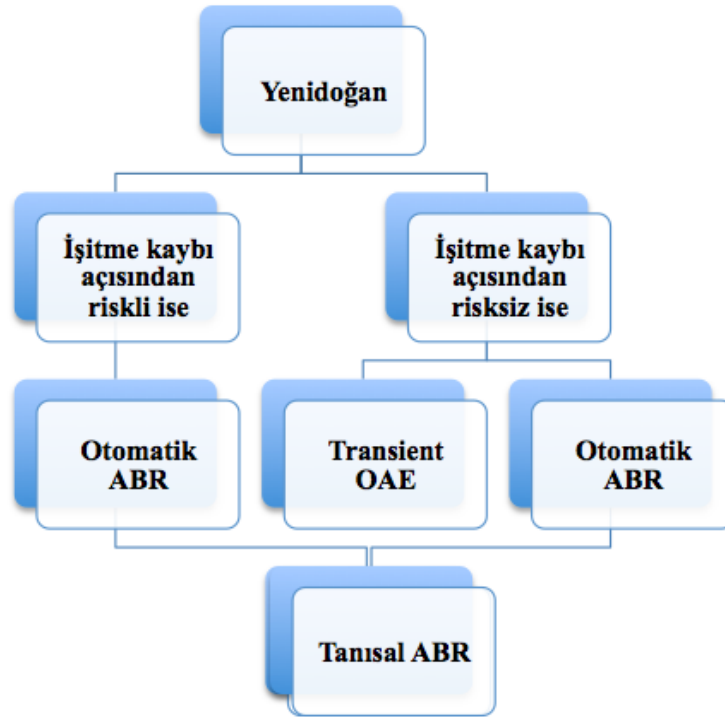 Yenidoğan
İşitme kaybı
açısından
riskli ise
İşitme kaybı
açısından
risksiz ise
Otomatik
ABR
Transient
OAE
Otomatik
ABR
Tanısal ABR